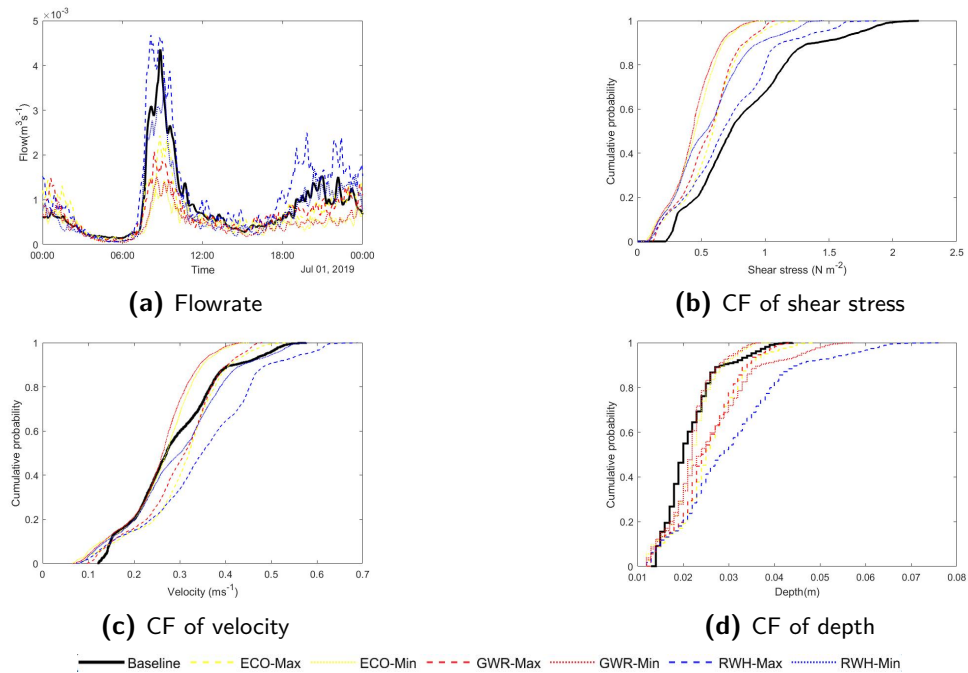 5 ×10⁻³
4
3
2
1
0
Flow(m³s⁻¹)
00:00 06:00 12:00 18:00 00:00
Time
Jul 01, 2019
(a) Flowrate
1
0.8
0.6
0.4
0.2
0
Cumulative probability
0 0.5 1 1.5 2 2.5
Shear stress (N m⁻²)
(b) CF of shear stress
1
0.8
0.6
0.4
0.2
0
Cumulative probability
0 0.1 0.2 0.3 0.4 0.5 0.6 0.7
Velocity (ms⁻¹)
(c) CF of velocity
1
0.8
0.6
0.4
0.2
0
Cumulative probability
0.01 0.02 0.03 0.04 0.05 0.06 0.07 0.08
Depth(m)
(d) CF of depth
Baseline ECO-Max ECO-Min GWR-Max GWR-Min RWH-Max RWH-Min